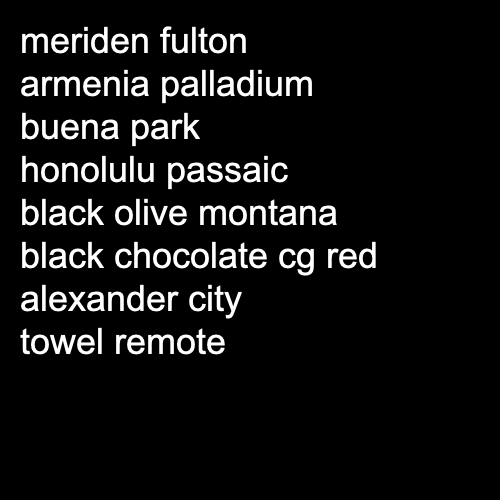 meriden fulton
armenia palladium
buena park
honolulu passaic
black olive montana
black chocolate cg red
alexander city
towel remote